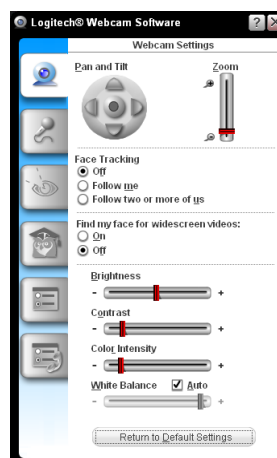 Logitech® Webcam Software ? X
Webcam Settings
Pan and Tilt Zoom
Face Tracking
Off
Follow me
Follow two or more of us
Find my face for widescreen videos:
On
Off
Brightness
- +
Contrast
- +
Color Intensity
- +
White Balance Auto
- +
Return to Default Settings